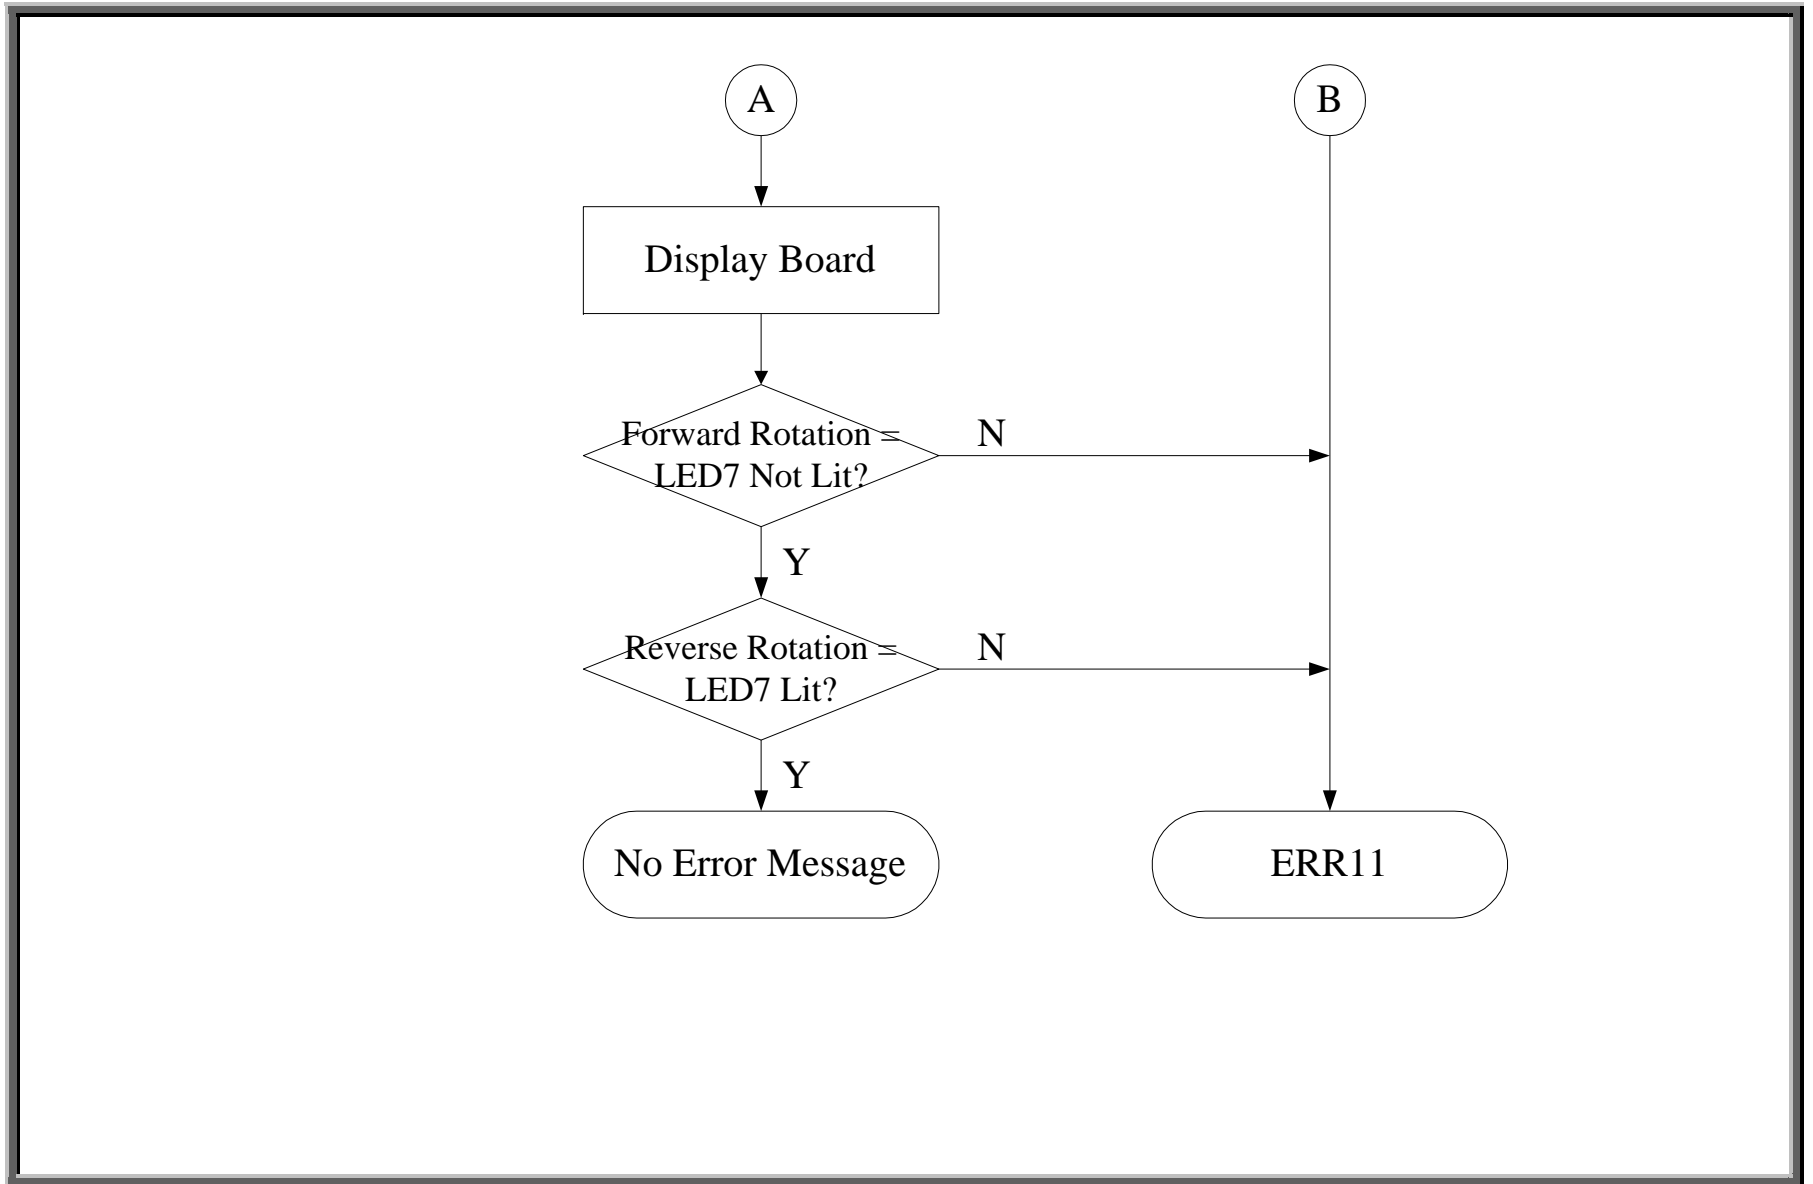 A
B
Display Board
Forward Rotation =
LED7 Not Lit?
N
Y
Reverse Rotation =
LED7 Lit?
N
Y
No Error Message
ERR11